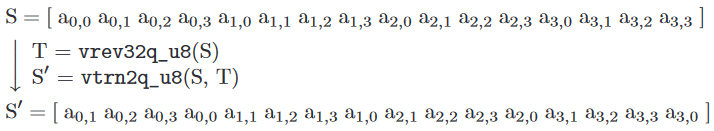 S = [ a0,0 a0,1 a0,2 a0,3 a1,0 a1,1 a1,2 a1,3 a2,0 a2,1 a2,2 a2,3 a3,0 a3,1 a3,2 a3,3 ]
T = vrev32q_u8(S)
S′ = vtrn2q_u8(S, T)
S′ = [ a0,1 a0,2 a0,3 a0,0 a1,1 a1,2 a1,3 a1,0 a2,1 a2,2 a2,3 a2,0 a3,1 a3,2 a3,3 a3,0 ]